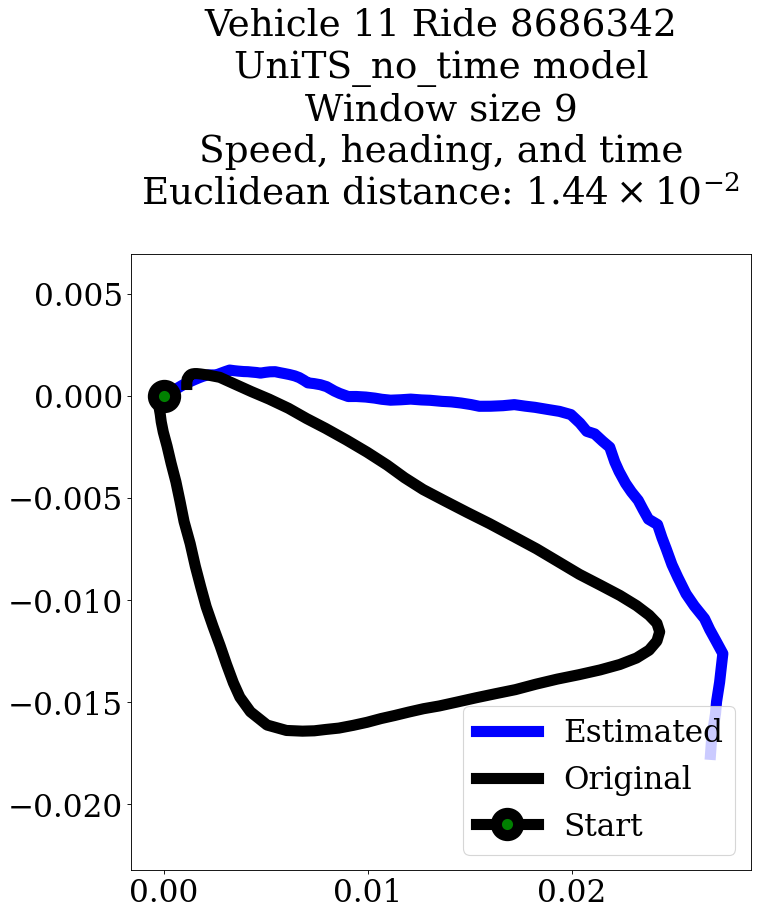 Vehicle 11 Ride 8686342
UniTS_no_time model
Window size 9
Speed, heading, and time
Euclidean distance: 1.44 × 10⁻²
0.005
0.000
−0.005
−0.010
−0.015
−0.020
Estimated
Original
Start
0.00
0.01
0.02